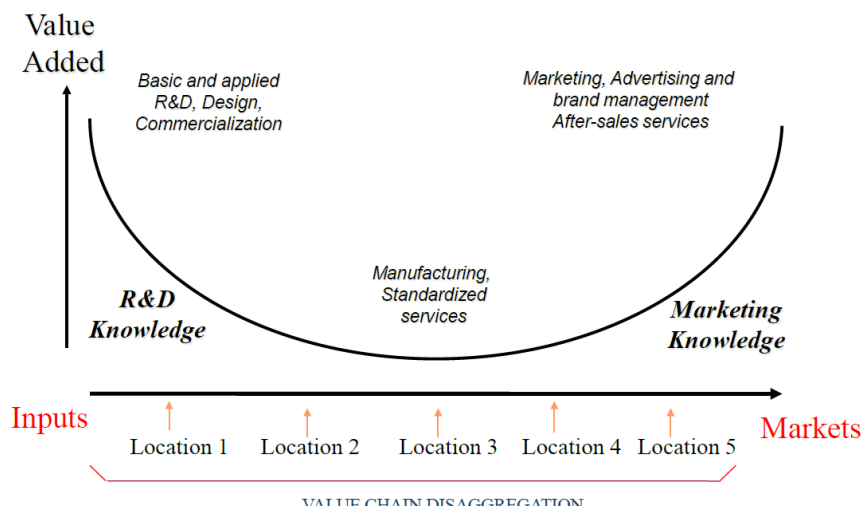 Value
Added
Basic and applied
R&D, Design,
Commercialization
Marketing, Advertising and
brand management
After-sales services
Manufacturing,
Standardized
services
R&D
Knowledge
Marketing
Knowledge
Inputs
Markets
Location 1
Location 2
Location 3
Location 4
Location 5
VALUE CHAIN DISAGGREGATION